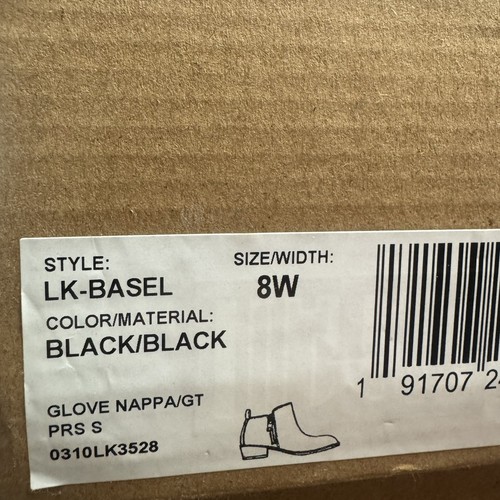 STYLE:
LK-BASEL
SIZE/WIDTH:
8W
COLOR/MATERIAL:
BLACK/BLACK
GLOVE NAPPA/GT
PRS S
0310LK3528
1 91707